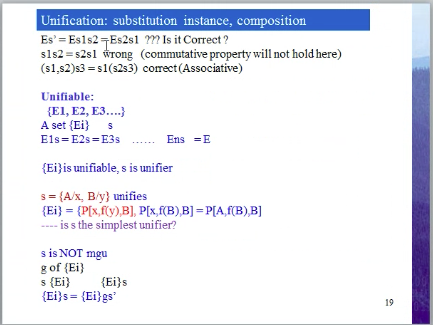 Unification: substitution instance, composition
Es' = Es1s2 = Es2s1 ??? Is it Correct ?
s1s2 = s2s1 wrong (commutative property will not hold here)
(s1,s2)s3 = s1(s2s3) correct (Associative)
Unifiable:
{E1, E2, E3....}
A set {Ei} s
E1s = E2s = E3s ...... Ens = E
{Ei}is unifiable, s is unifier
s = {A/x, B/y} unifies
{Ei} = {P[x,f(y),B], P[x,f(B),B] = P[A,f(B),B]
---- is s the simplest unifier?
s is NOT mgu
g of {Ei}
s {Ei} {Ei}s
{Ei}s = {Ei}gs'
19